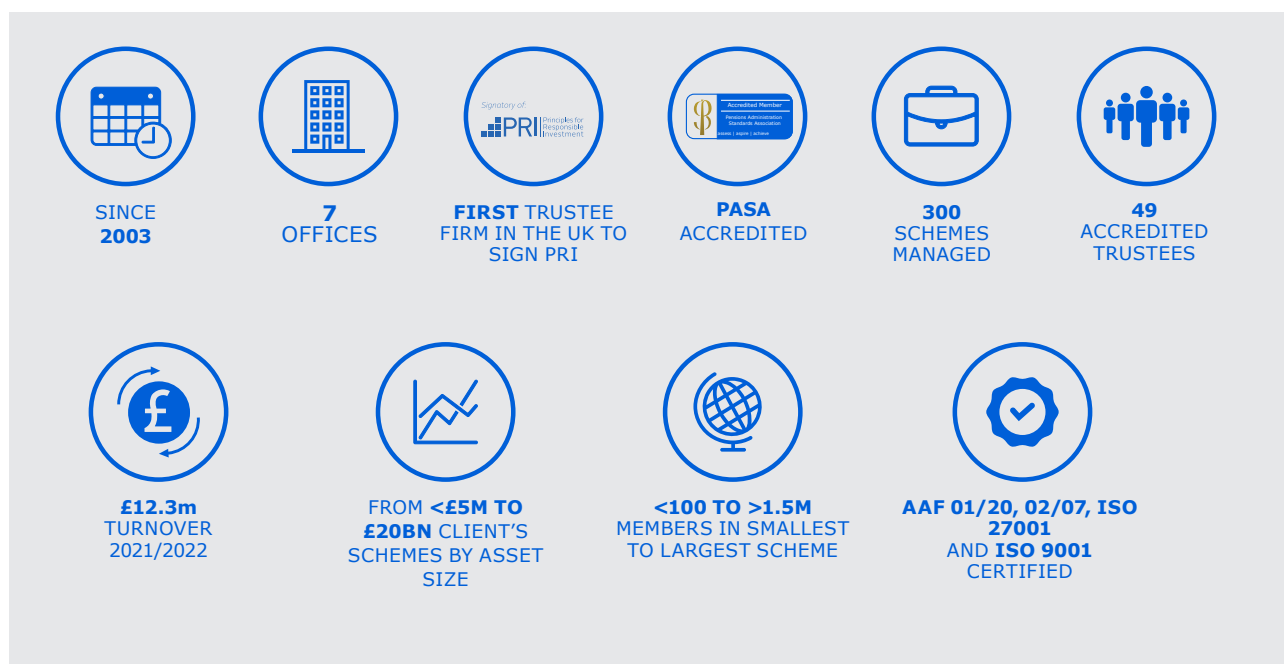 Signatory of:
PRI Principles for
Responsible
Investment
Accredited Member
Pensions Administration
Standards Association
assess | aspire | achieve
£
SINCE
2003
7
OFFICES
FIRST TRUSTEE
FIRM IN THE UK TO
SIGN PRI
PASA
ACCREDITED
300
SCHEMES
MANAGED
49
ACCREDITED
TRUSTEES
£12.3m
TURNOVER
2021/2022
FROM <£5M TO
£20BN CLIENT'S
SCHEMES BY ASSET
SIZE
<100 TO >1.5M
MEMBERS IN SMALLEST
TO LARGEST SCHEME
AAF 01/20, 02/07, ISO
27001
AND ISO 9001
CERTIFIED